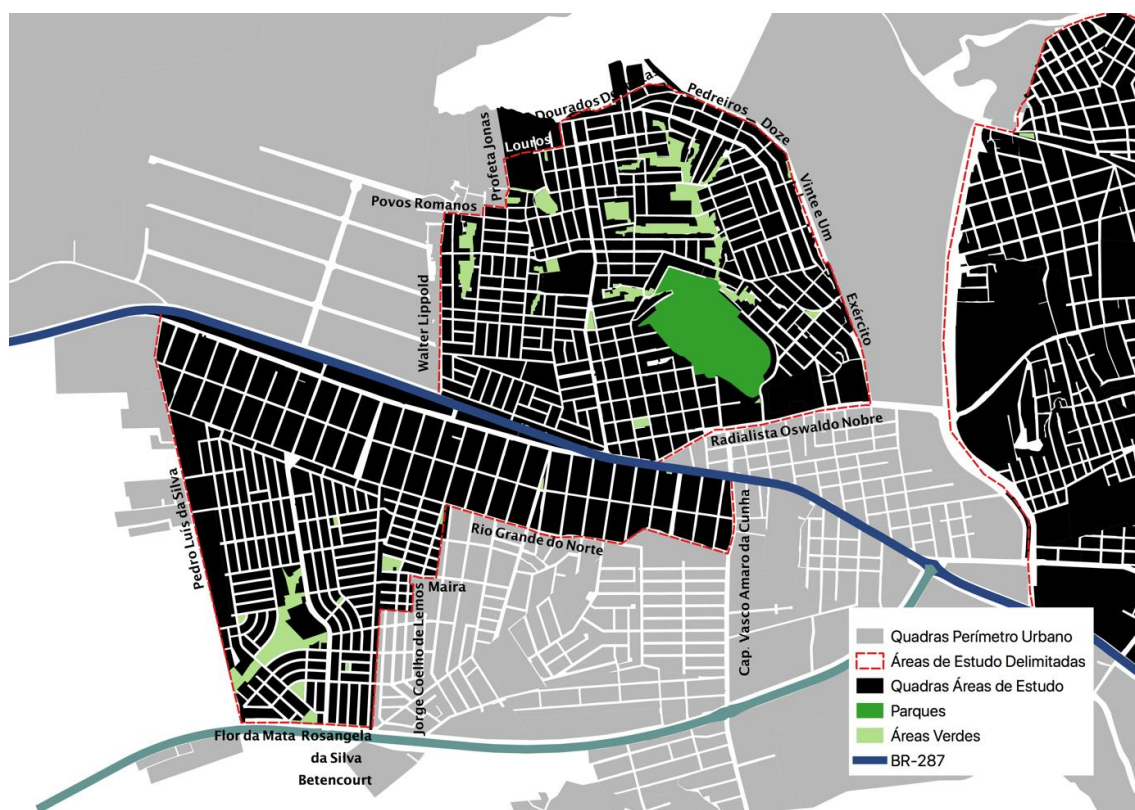 Dourados
Pedreiros
Doze
Louros
Profeta Jonas
Vinte e Um
Povos Romanos
Walter Lippold
Exército
Radialista Oswaldo Nobre
Pedro Luís da Silva
Rio Grande do Norte
Cap. Vasco Amaro da Cunha
Maira
Jorge Coelho de Lemos
Flor da Mata
Rosangela
da Silva
Betencourt
Quadras Perímetro Urbano
Áreas de Estudo Delimitadas
Quadras Áreas de Estudo
Parques
Áreas Verdes
BR-287